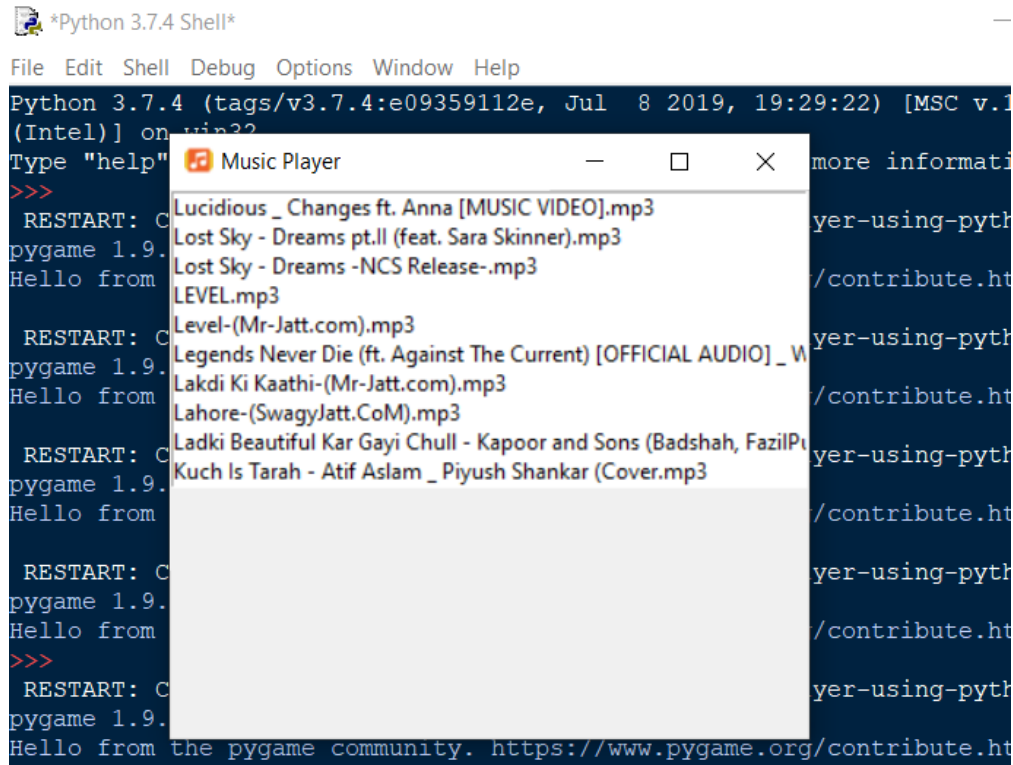 *Python 3.7.4 Shell*
File Edit Shell Debug Options Window Help
Python 3.7.4 (tags/v3.7.4:e09359112e, Jul 8 2019, 19:29:22) [MSC v.1
(Intel)] on win32
Type "help" more informati
>>>
RESTART: C yer-using-pyth
pygame 1.9.
Hello from /contribute.ht
RESTART: C yer-using-pyth
pygame 1.9.
Hello from /contribute.ht
RESTART: C yer-using-pyth
pygame 1.9.
Hello from /contribute.ht
RESTART: C yer-using-pyth
pygame 1.9.
Hello from /contribute.ht
>>>
RESTART: C yer-using-pyth
pygame 1.9.
Hello from the pygame community. https://www.pygame.org/contribute.ht
Music Player
Lucidious _ Changes ft. Anna [MUSIC VIDEO].mp3
Lost Sky - Dreams pt.II (feat. Sara Skinner).mp3
Lost Sky - Dreams -NCS Release-.mp3
LEVEL.mp3
Level-(Mr-Jatt.com).mp3
Legends Never Die (ft. Against The Current) [OFFICIAL AUDIO] _ W
Lakdi Ki Kaathi-(Mr-Jatt.com).mp3
Lahore-(SwagyJatt.CoM).mp3
Ladki Beautiful Kar Gayi Chull - Kapoor and Sons (Badshah, FazilPu
Kuch Is Tarah - Atif Aslam _ Piyush Shankar (Cover.mp3